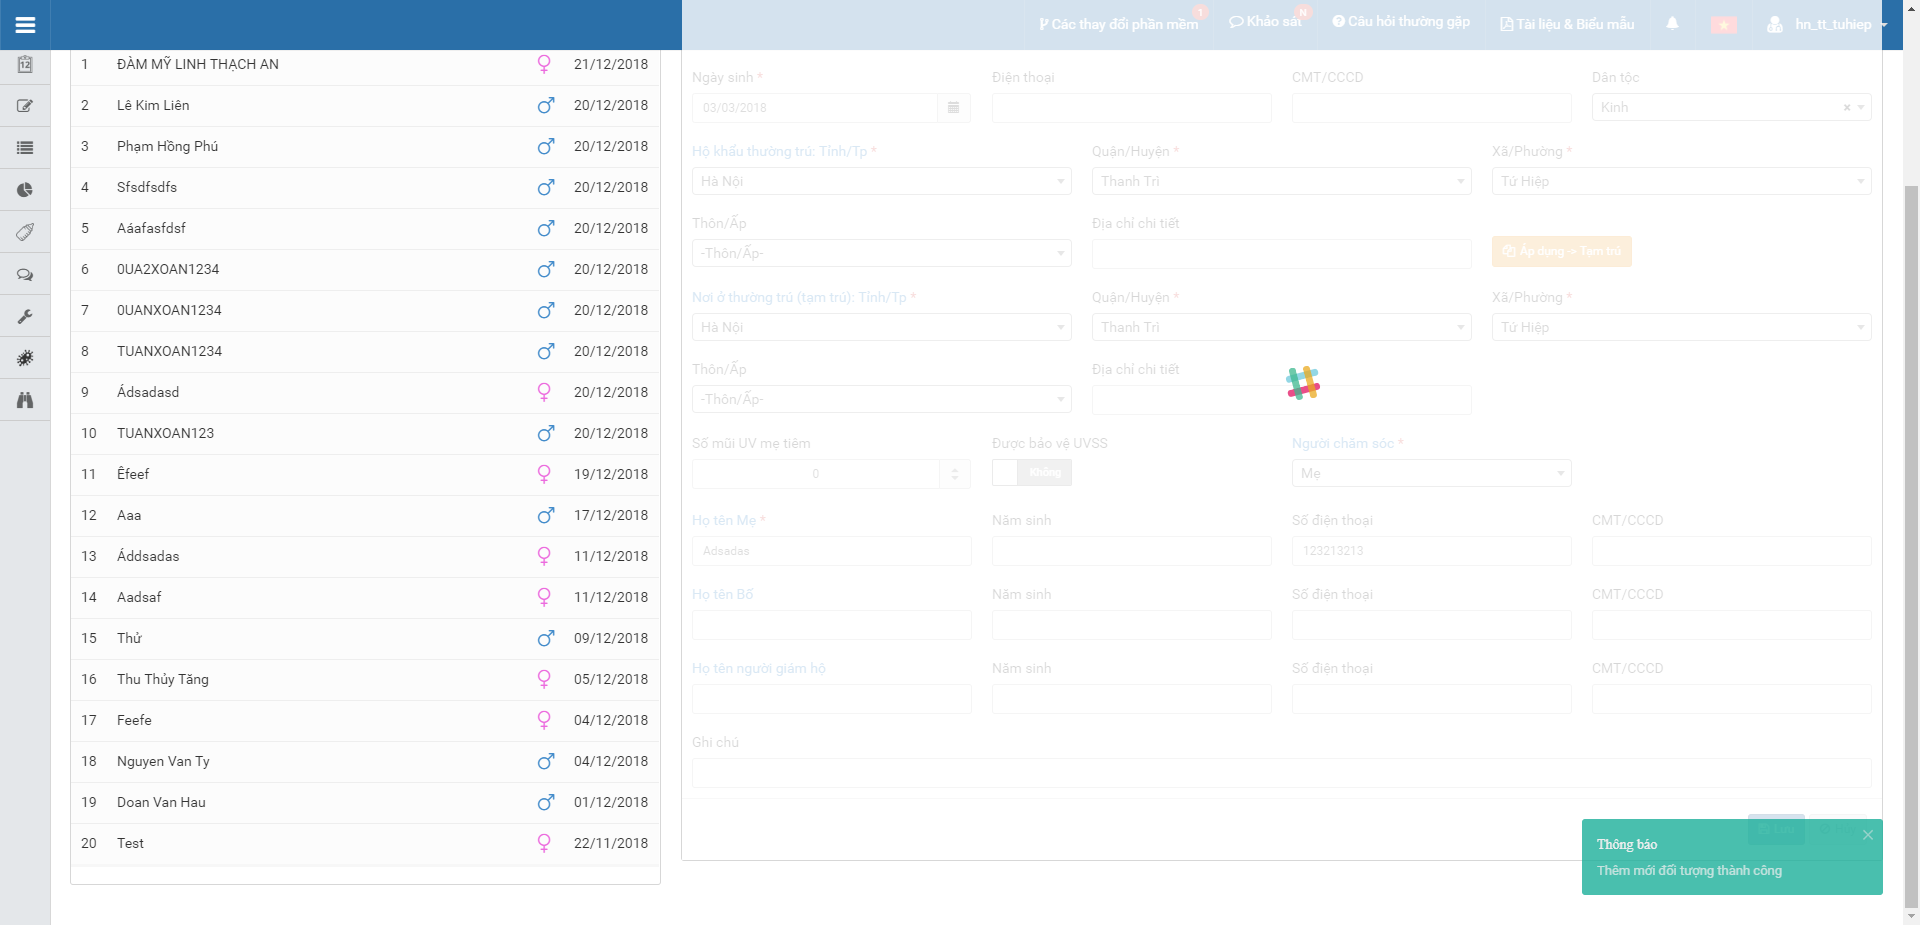 Các thay đổi phần mềm 1 Khảo sát N Câu hỏi thường gặp Tài liệu & Biểu mẫu hn_tt_tuhiep
12
1 ĐÀM MỸ LINH THẠCH AN 21/12/2018
2 Lê Kim Liên 20/12/2018
3 Phạm Hồng Phú 20/12/2018
4 Sfsdfsdfs 20/12/2018
5 Aáafasfdsf 20/12/2018
6 0UA2XOAN1234 20/12/2018
7 0UANXOAN1234 20/12/2018
8 TUANXOAN1234 20/12/2018
9 Ádsadasd 20/12/2018
10 TUANXOAN123 20/12/2018
11 Êfeef 19/12/2018
12 Aaa 17/12/2018
13 Áddsadas 11/12/2018
14 Aadsaf 11/12/2018
15 Thử 09/12/2018
16 Thu Thủy Tăng 05/12/2018
17 Feefe 04/12/2018
18 Nguyen Van Ty 04/12/2018
19 Doan Van Hau 01/12/2018
20 Test 22/11/2018
Ngày sinh * Điện thoại CMT/CCCD Dân tộc
03/03/2018 Kinh ×
Hộ khẩu thường trú: Tỉnh/Tp * Quận/Huyện * Xã/Phường *
Hà Nội Thanh Trì Tứ Hiệp
Thôn/Ấp Địa chỉ chi tiết
-Thôn/Ấp- Áp dụng -> Tạm trú
Nơi ở thường trú (tạm trú): Tỉnh/Tp * Quận/Huyện * Xã/Phường *
Hà Nội Thanh Trì Tứ Hiệp
Thôn/Ấp Địa chỉ chi tiết
-Thôn/Ấp-
Số mũi UV mẹ tiêm Được bảo vệ UVSS Người chăm sóc *
0 Không Mẹ
Họ tên Mẹ * Năm sinh Số điện thoại CMT/CCCD
Adsadas 123213213
Họ tên Bố Năm sinh Số điện thoại CMT/CCCD
Họ tên người giám hộ Năm sinh Số điện thoại CMT/CCCD
Ghi chú
Thông báo ×
Thêm mới đối tượng thành công